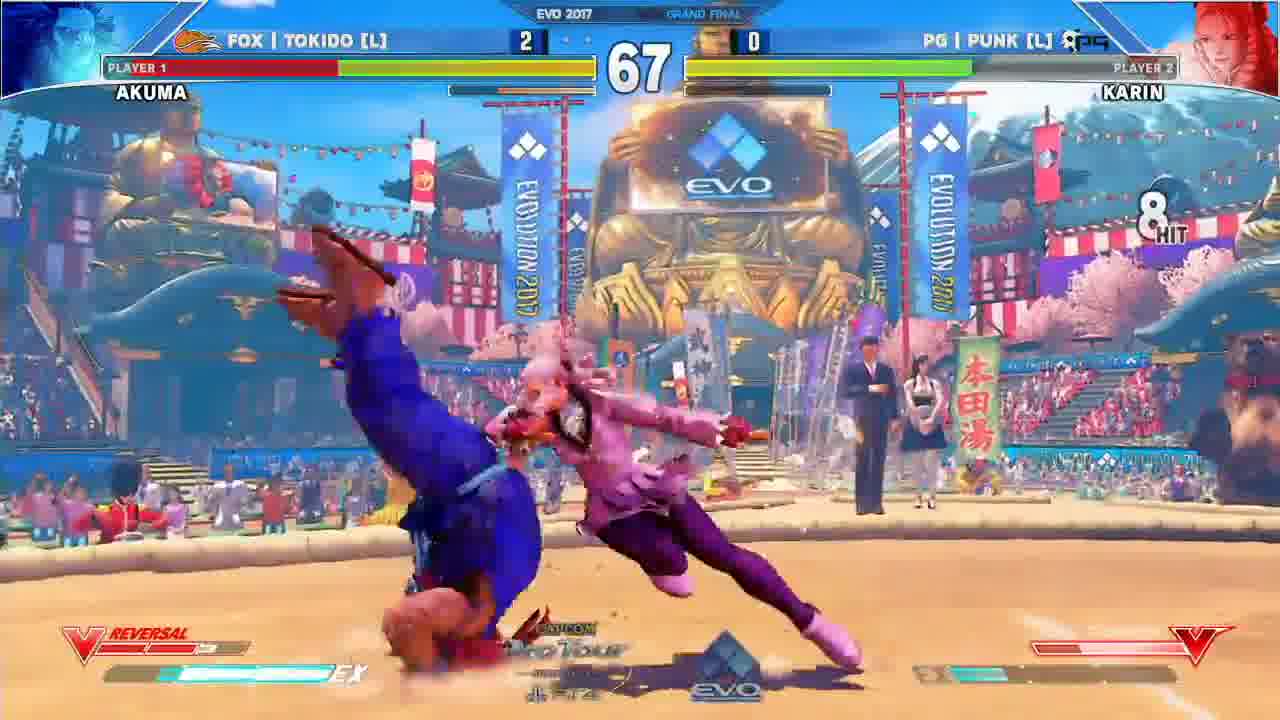 EVO 2017 GRAND FINAL
FOX | TOKIDO [L] 2 67 0 PG | PUNK [L]
PLAYER 1 PLAYER 2
AKUMA KARIN
EVO
EVOLUTION 2017
EVOLUTION 2017
8 HIT
本田湯
V REVERSAL V
EX
CAPCOM
Pro Tour
EVO